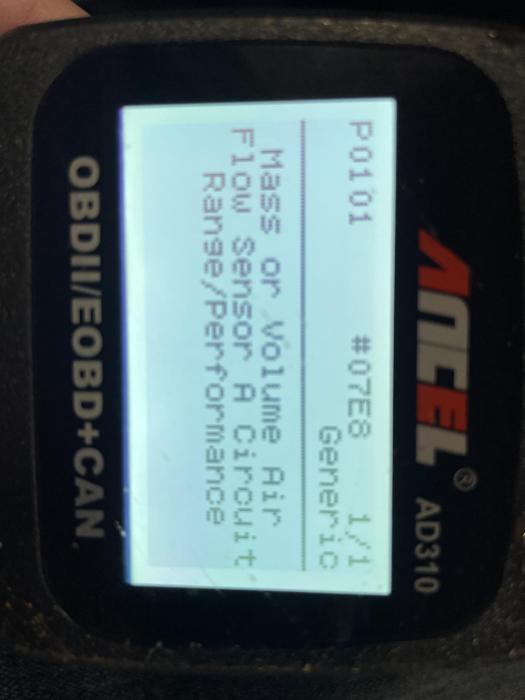 ANCEL® AD310
P0101 #07E8 1/1
Generic
Mass or Volume Air
Flow Sensor A Circuit
Range/Performance
OBDII/EOBD+CAN